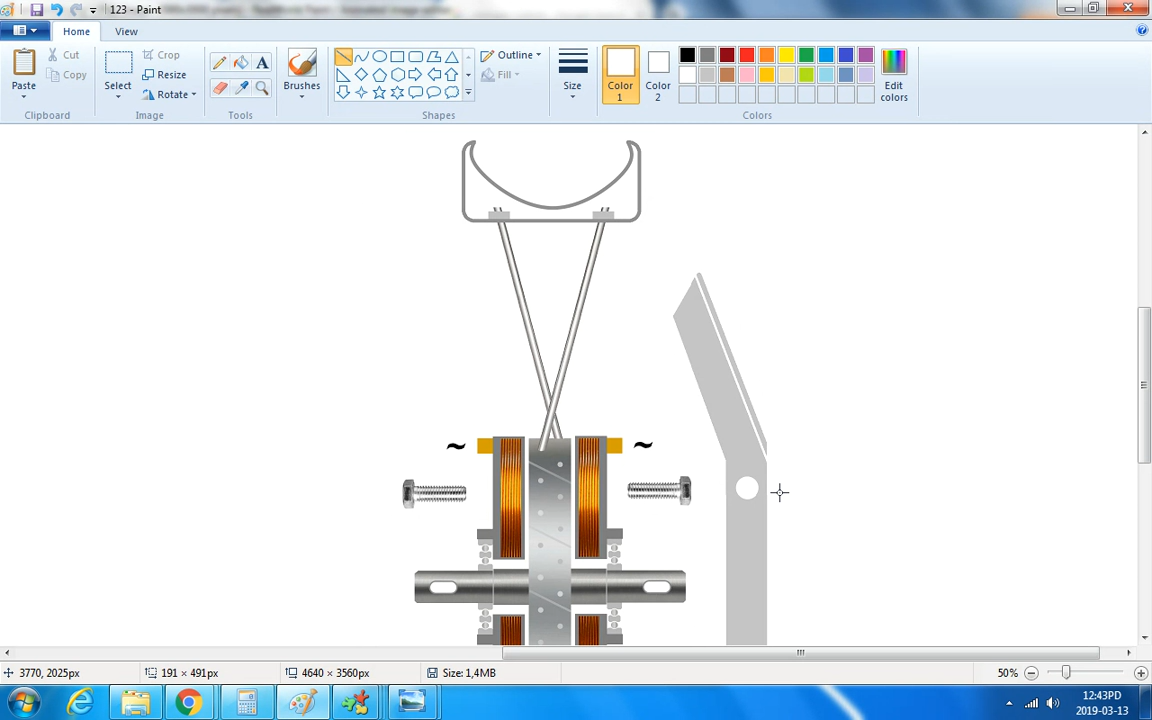 123 - Paint
Home
View
Paste
Cut
Copy
Clipboard
Select
Crop
Resize
Rotate
Image
A
Tools
Brushes
Shapes
Outline
Fill
Size
Color 1
Color 2
Edit colors
Colors
~ ~
3770, 2025px
191 × 491px
4640 × 3560px
Size: 1,4MB
50%
12:43PD
2019-03-13